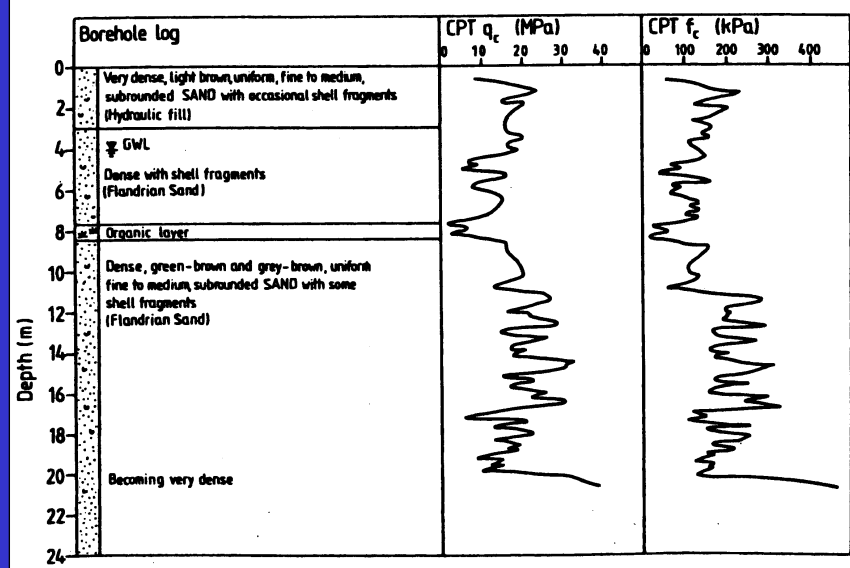 Borehole log
CPT qc (MPa)
0 10 20 30 40
CPT fc (kPa)
0 100 200 300 400
Depth (m)
0
2
4
6
8
10
12
14
16
18
20
22
24
Very dense, light brown, uniform, fine to medium,
subrounded SAND with occasional shell fragments
(Hydraulic fill)
GWL
Dense with shell fragments
(Flandrian Sand)
Organic layer
Dense, green-brown and grey-brown, uniform
fine to medium, subrounded SAND with some
shell fragments
(Flandrian Sand)
Becoming very dense